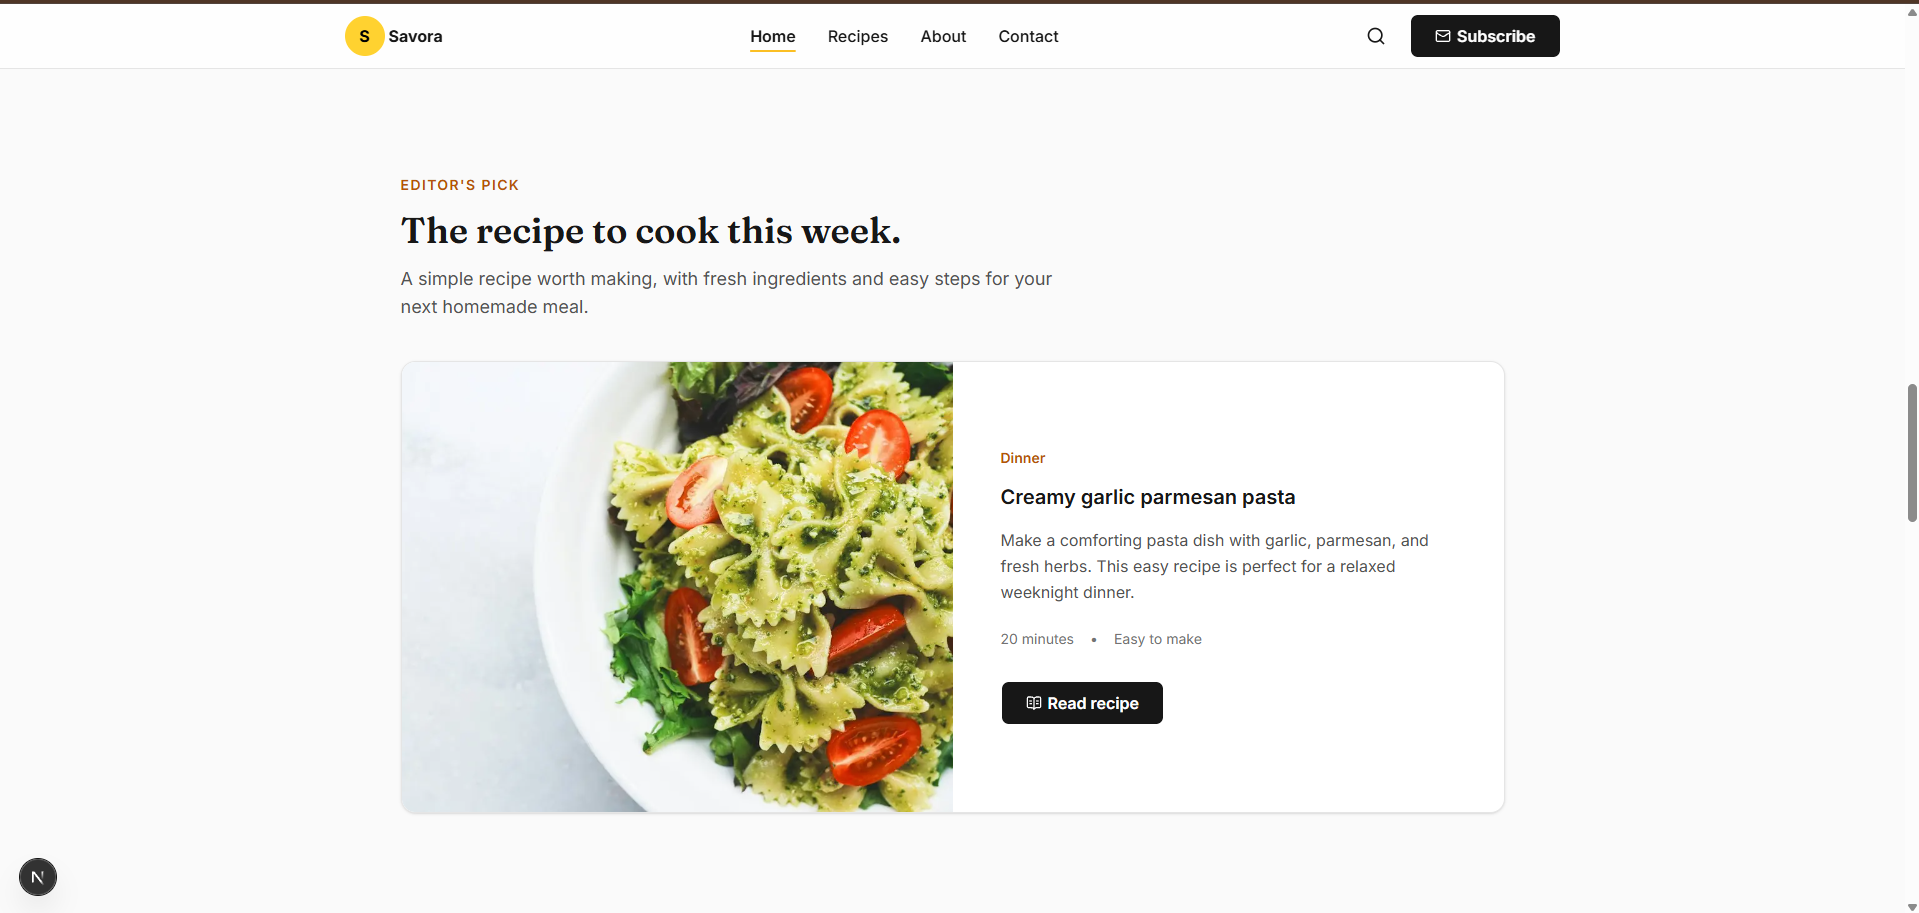 S Savora
Home Recipes About Contact
Subscribe
EDITOR'S PICK
The recipe to cook this week.
A simple recipe worth making, with fresh ingredients and easy steps for your
next homemade meal.
Dinner
Creamy garlic parmesan pasta
Make a comforting pasta dish with garlic, parmesan, and
fresh herbs. This easy recipe is perfect for a relaxed
weeknight dinner.
20 minutes • Easy to make
Read recipe
N